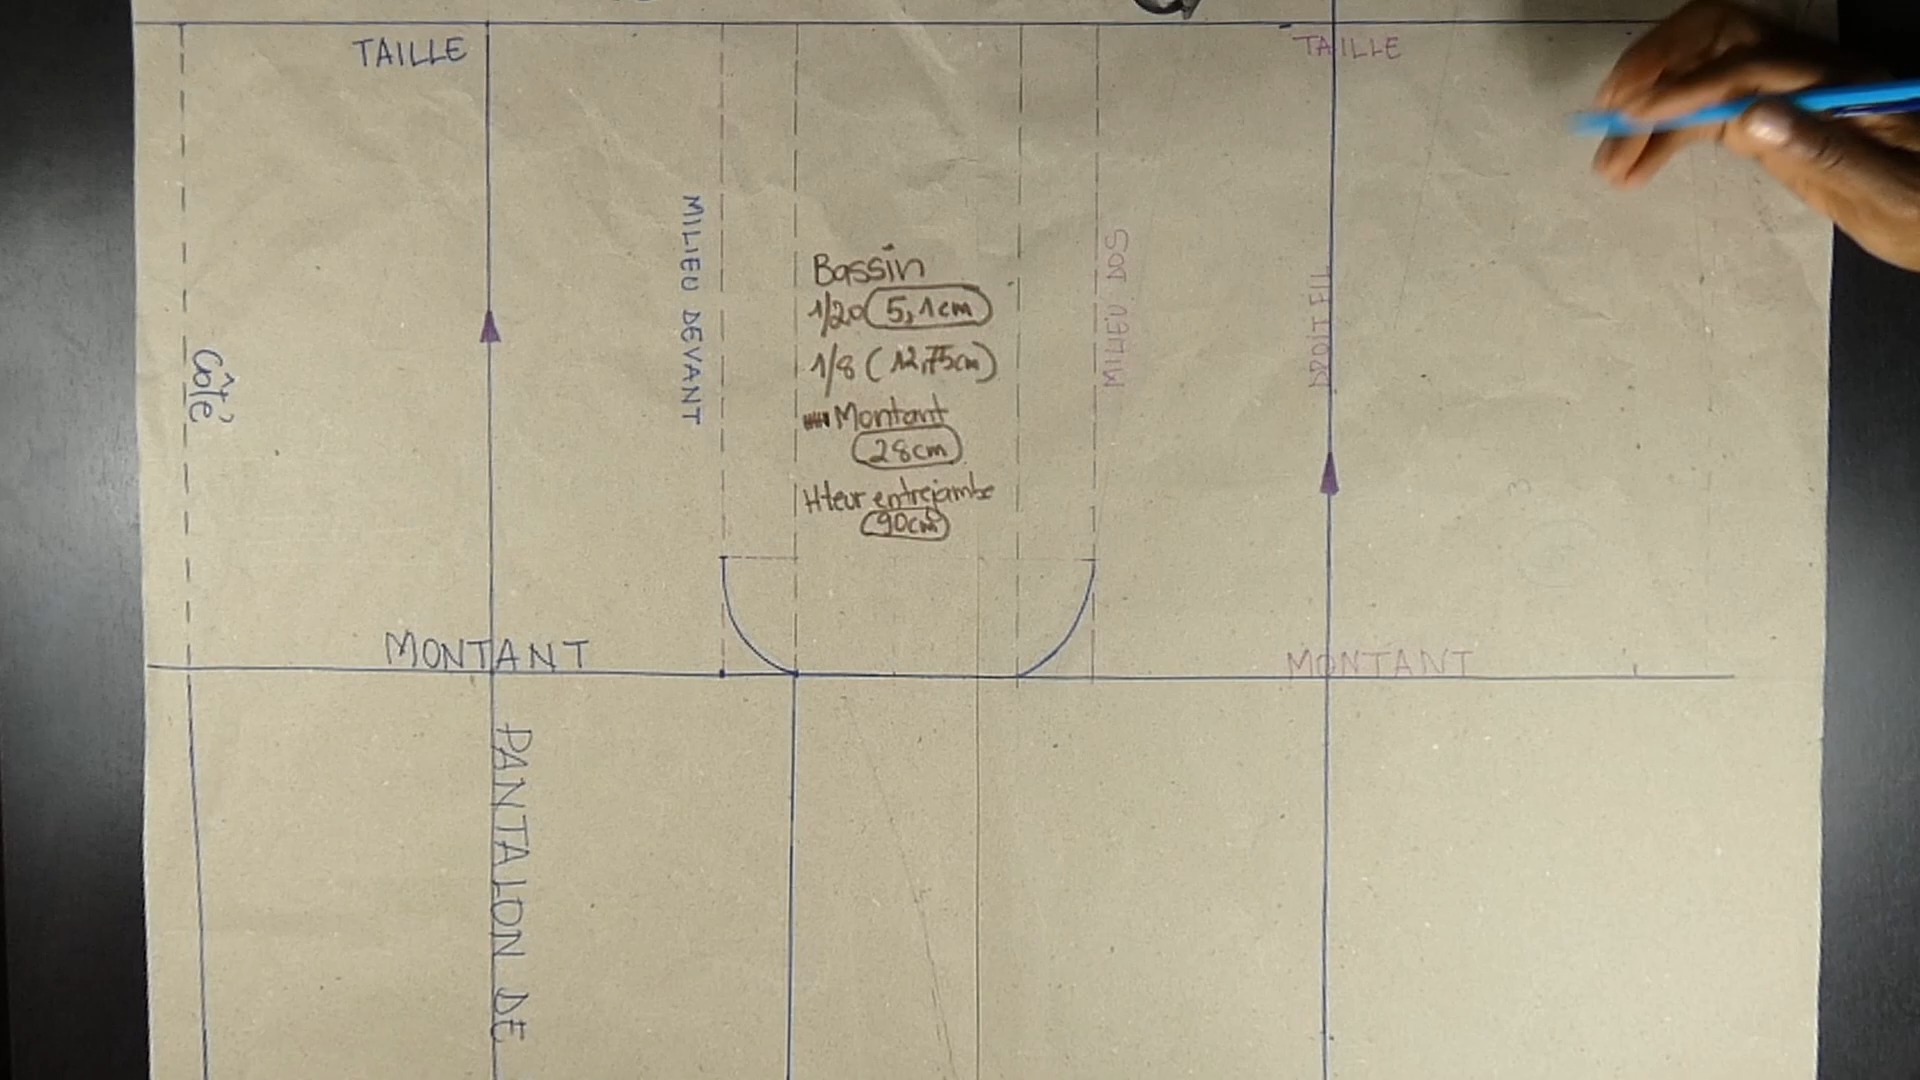 TAILLE
TAILLE
MILIEU DEVANT
Bassin
1/20 5,1cm
1/8 (12,75cm)
Montant
28cm
Hteur entrejambe
90cm
MILIEU DOS
DROIT FIL
Côté
MONTANT
MONTANT
PANTALON DE